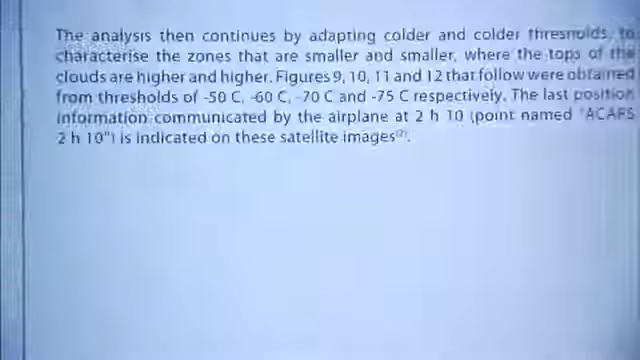 The analysis then continues by adapting colder and colder thresholds, to
characterise the zones that are smaller and smaller, where the tops of the
clouds are higher and higher. Figures 9, 10, 11 and 12 that follow were obtained
from thresholds of -50 C, -60 C, -70 C and -75 C respectively. The last position
information communicated by the airplane at 2 h 10 (point named "ACARS
2 h 10") is indicated on these satellite images(2).